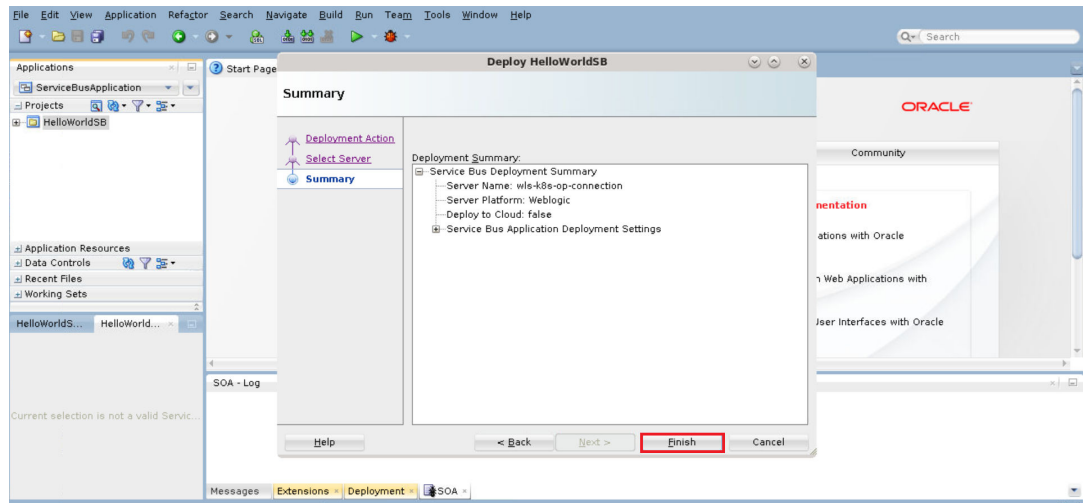 File Edit View Application Refactor Search Navigate Build Run Team Tools Window Help
Search
Applications
ServiceBusApplication
Projects
HelloWorldSB
Application Resources
Data Controls
Recent Files
Working Sets
HelloWorldS... HelloWorld...
Current selection is not a valid Servic...
Start Page
Deploy HelloWorldSB
Summary
Deployment Action
Select Server
Summary
Deployment Summary:
Service Bus Deployment Summary
Server Name: wls-k8s-op-connection
Server Platform: Weblogic
Deploy to Cloud: false
Service Bus Application Deployment Settings
Help < Back Next > Finish Cancel
ORACLE
Community
mentation
ations with Oracle
Web Applications with
Jser Interfaces with Oracle
SOA - Log
Messages Extensions Deployment SOA